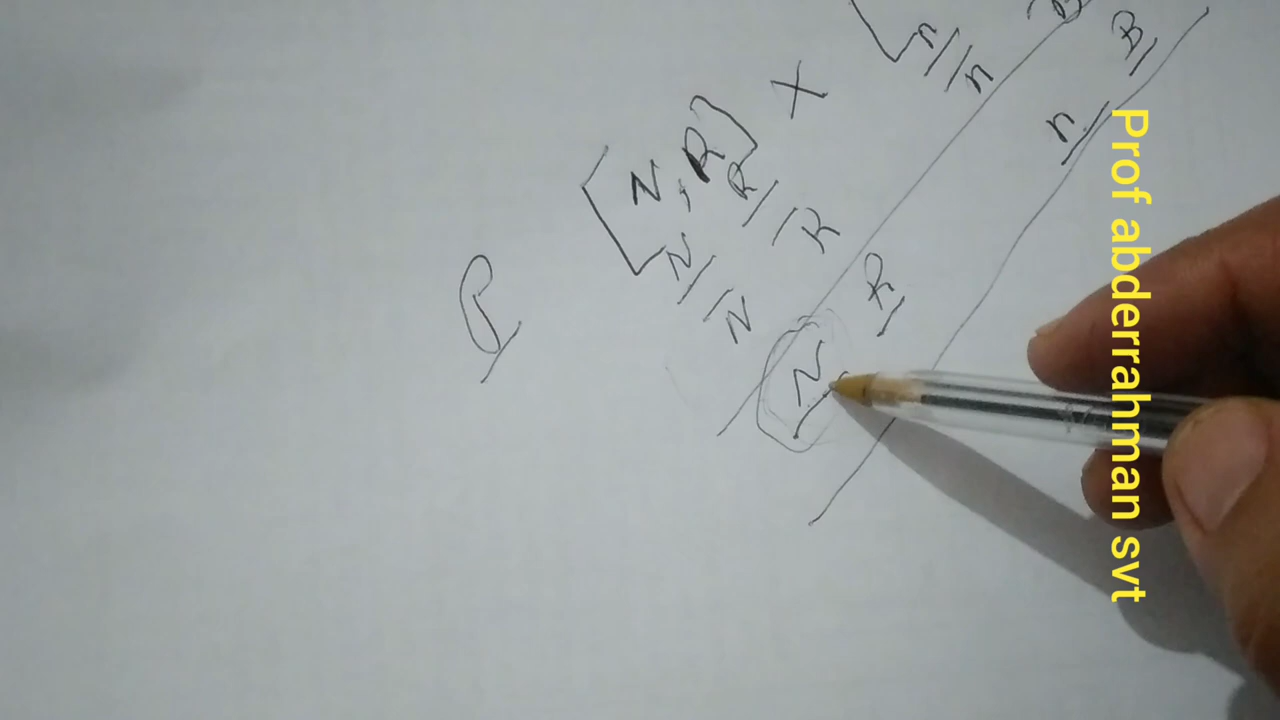 P [N, R] × [
N R n
N R n
N R n B
Prof abderrahman svt